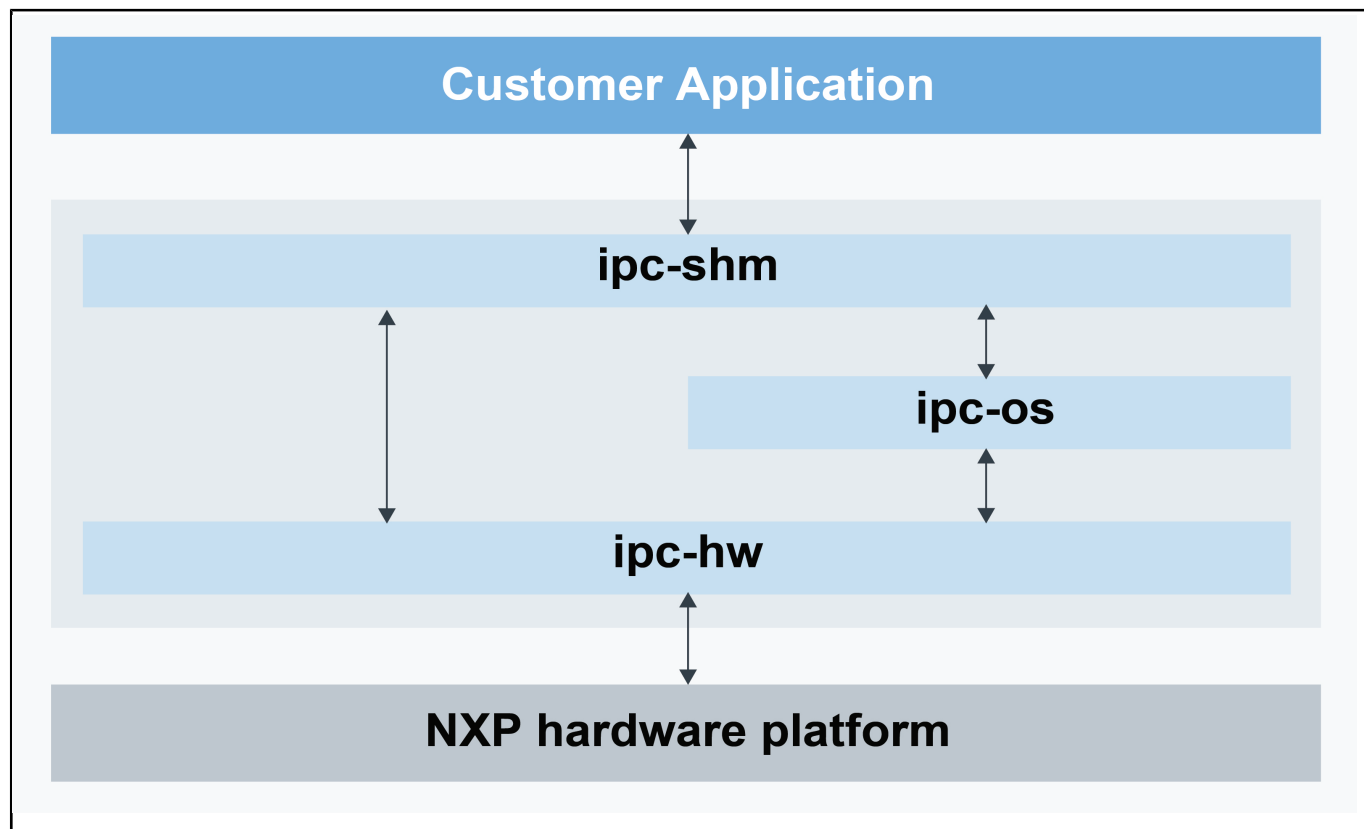 Customer Application
ipc-shm
ipc-os
ipc-hw
NXP hardware platform